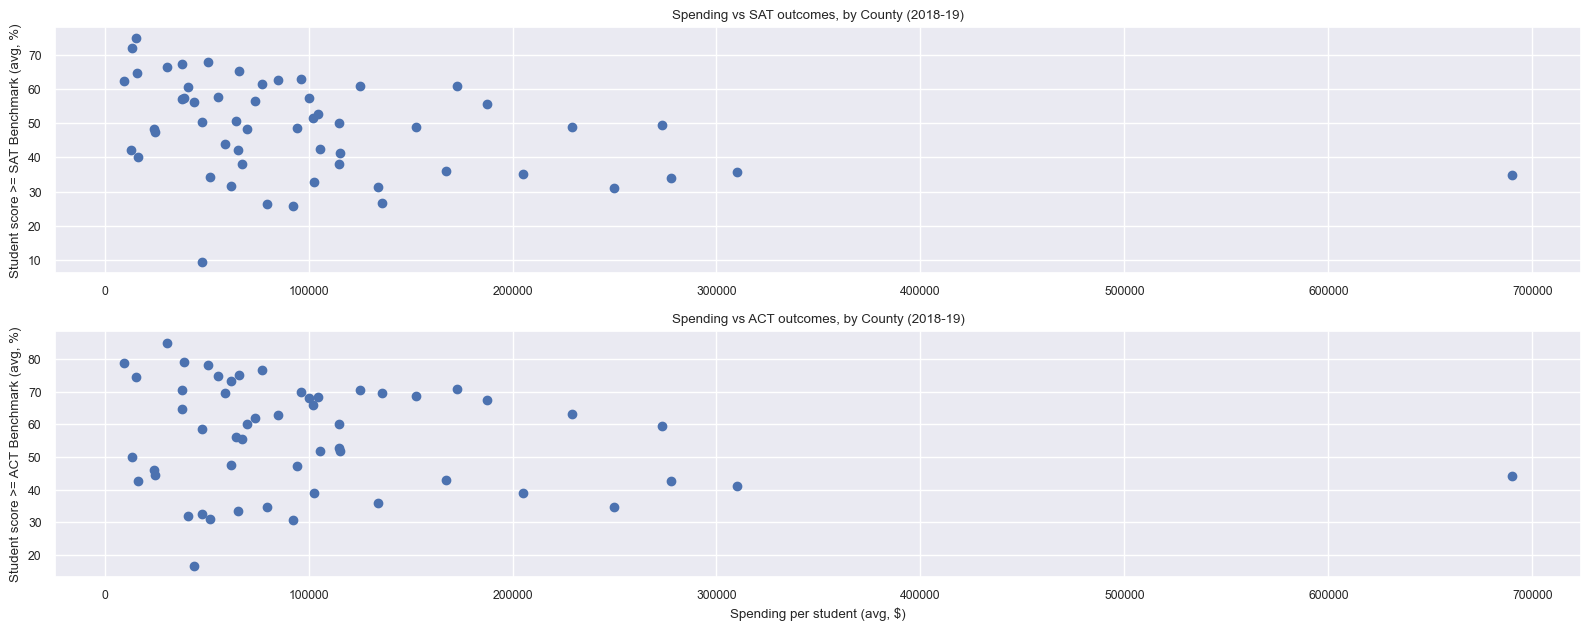 Spending vs SAT outcomes, by County (2018-19)
Student score >= SAT Benchmark (avg, %)
70
60
50
40
30
20
10
0 100000 200000 300000 400000 500000 600000 700000
Spending vs ACT outcomes, by County (2018-19)
Student score >= ACT Benchmark (avg, %)
80
70
60
50
40
30
20
0 100000 200000 300000 400000 500000 600000 700000
Spending per student (avg, $)